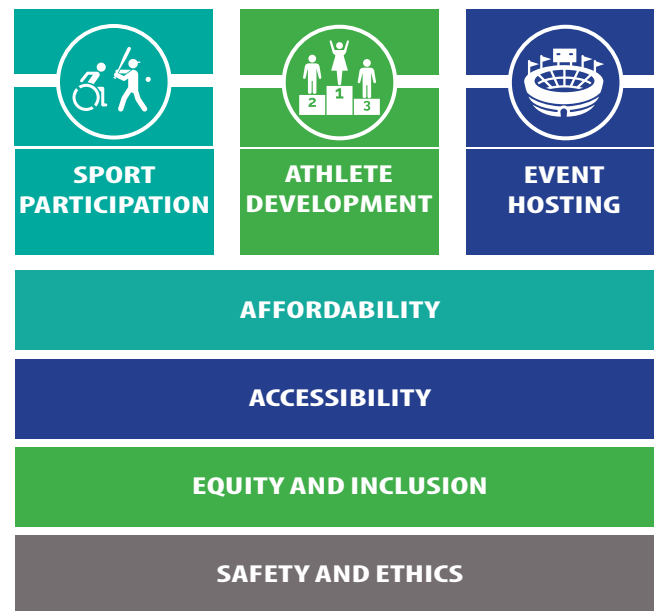 2 1 3
SPORT
PARTICIPATION
ATHLETE
DEVELOPMENT
EVENT
HOSTING
AFFORDABILITY
ACCESSIBILITY
EQUITY AND INCLUSION
SAFETY AND ETHICS